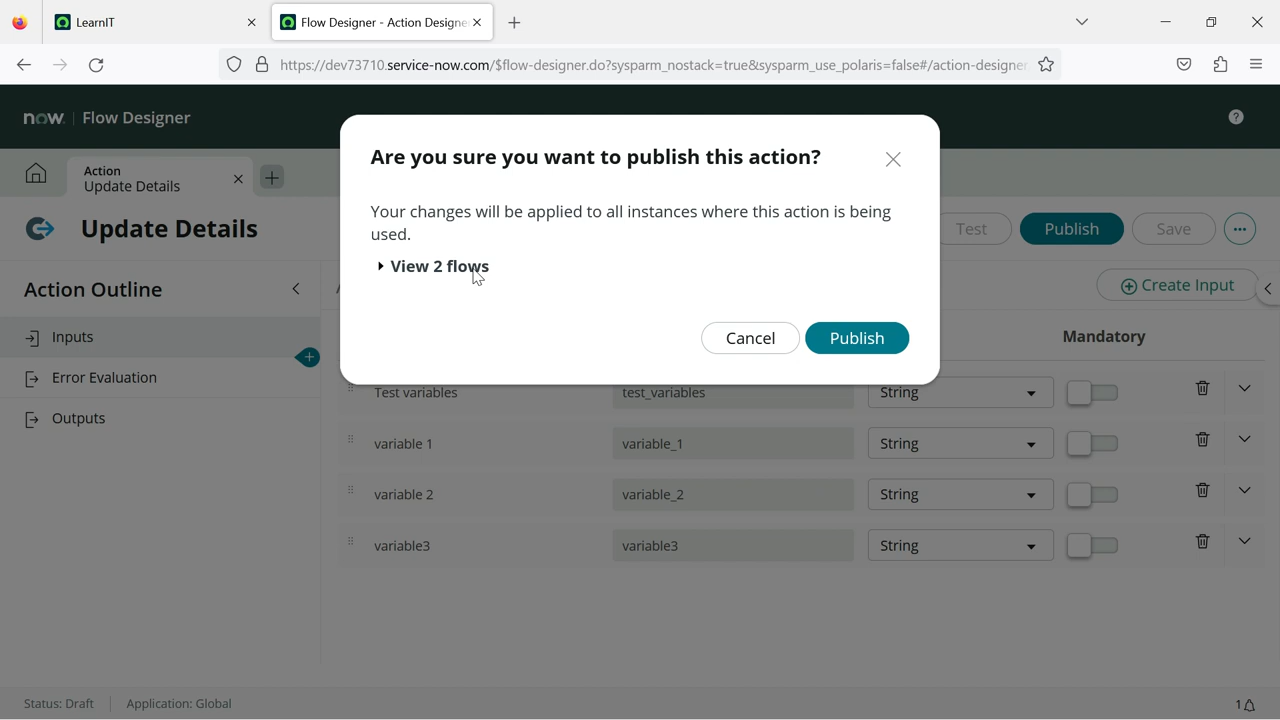 LearnIT
Flow Designer - Action Designe
https://dev73710.service-now.com/$flow-designer.do?sysparm_nostack=true&sysparm_use_polaris=false#/action-designer
now. Flow Designer
Action
Update Details
Update Details
Test
Publish
Save
Are you sure you want to publish this action?
Your changes will be applied to all instances where this action is being
used.
View 2 flows
Cancel
Publish
Action Outline
Create Input
Inputs
Error Evaluation
Outputs
Mandatory
Test variables test_variables String
variable 1 variable_1 String
variable 2 variable_2 String
variable3 variable3 String
Status: Draft Application: Global
1